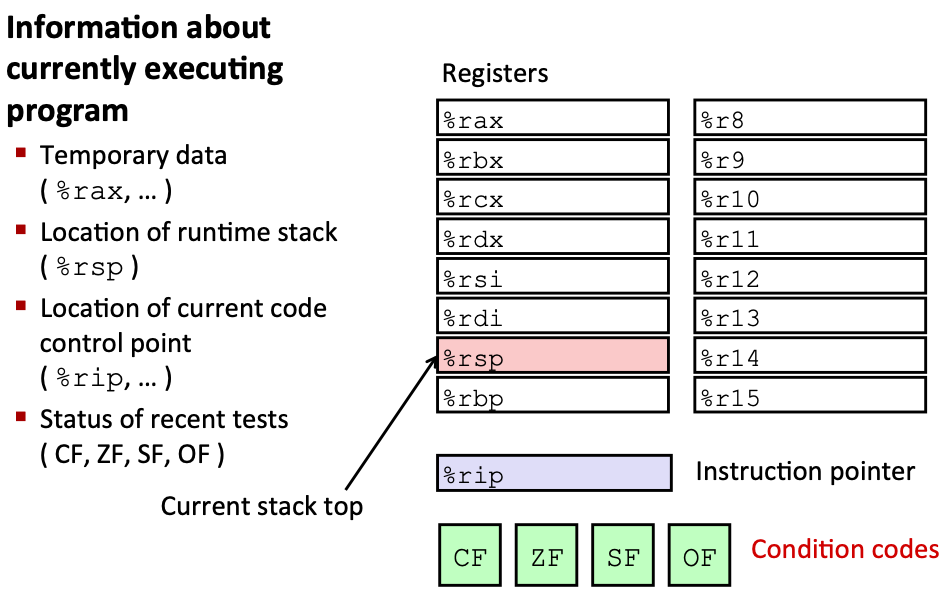 Information about
currently executing
program
▪ Temporary data
( %rax, … )
▪ Location of runtime stack
( %rsp )
▪ Location of current code
control point
( %rip, … )
▪ Status of recent tests
( CF, ZF, SF, OF )
Current stack top
Registers
%rax
%rbx
%rcx
%rdx
%rsi
%rdi
%rsp
%rbp
%r8
%r9
%r10
%r11
%r12
%r13
%r14
%r15
%rip
Instruction pointer
CF ZF SF OF
Condition codes